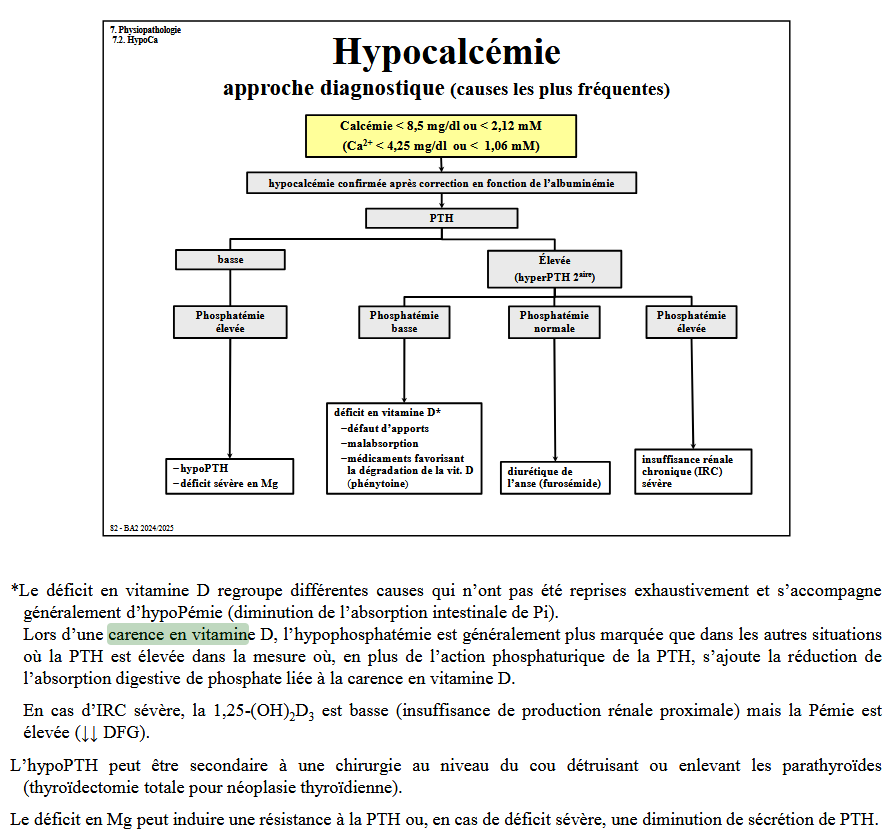 7. Physiopathologie
7.2. HypoCa
Hypocalcémie
approche diagnostique (causes les plus fréquentes)
Calcémie < 8,5 mg/dl ou < 2,12 mM
(Ca²⁺ < 4,25 mg/dl ou < 1,06 mM)
hypocalcémie confirmée après correction en fonction de l’albuminémie
PTH
basse
Élevée
(hyperPTH 2aire)
Phosphatémie
élevée
Phosphatémie
basse
Phosphatémie
normale
Phosphatémie
élevée
–hypoPTH
–déficit sévère en Mg
déficit en vitamine D*
–défaut d’apports
–malabsorption
–médicaments favorisant
la dégradation de la vit. D
(phénytoine)
diurétique de
l’anse (furosémide)
insuffisance rénale
chronique (IRC)
sévère
S2 - BA2 2024/2025
*Le déficit en vitamine D regroupe différentes causes qui n’ont pas été reprises exhaustivement et s’accompagne
généralement d’hypoPémie (diminution de l’absorption intestinale de Pi).
Lors d’une carence en vitamine D, l’hypophosphatémie est généralement plus marquée que dans les autres situations
où la PTH est élevée dans la mesure où, en plus de l’action phosphaturique de la PTH, s’ajoute la réduction de
l’absorption digestive de phosphate liée à la carence en vitamine D.
En cas d’IRC sévère, la 1,25-(OH)₂D₃ est basse (insuffisance de production rénale proximale) mais la Pémie est
élevée (↓↓ DFG).
L’hypoPTH peut être secondaire à une chirurgie au niveau du cou détruisant ou enlevant les parathyroïdes
(thyroïdectomie totale pour néoplasie thyroïdienne).
Le déficit en Mg peut induire une résistance à la PTH ou, en cas de déficit sévère, une diminution de sécrétion de PTH.